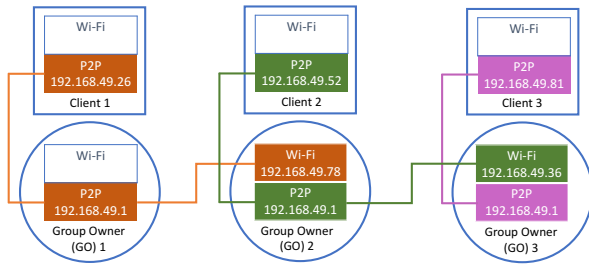 Wi-Fi
P2P
192.168.49.26
Client 1
Wi-Fi
P2P
192.168.49.52
Client 2
Wi-Fi
P2P
192.168.49.81
Client 3
Wi-Fi
P2P
192.168.49.1
Group Owner
(GO) 1
Wi-Fi
192.168.49.78
P2P
192.168.49.1
Group Owner
(GO) 2
Wi-Fi
192.168.49.36
P2P
192.168.49.1
Group Owner
(GO) 3